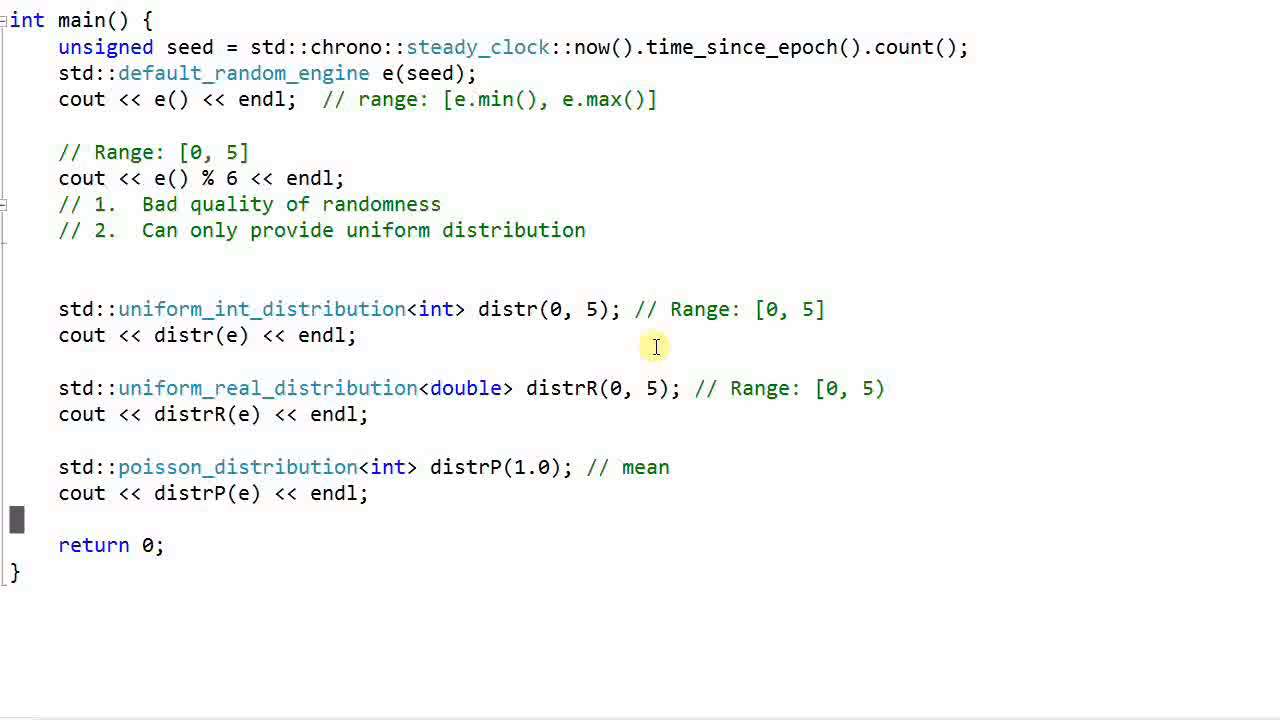 int main() {
unsigned seed = std::chrono::steady_clock::now().time_since_epoch().count();
std::default_random_engine e(seed);
cout << e() << endl;  // range: [e.min(), e.max()]
// Range: [0, 5]
cout << e() % 6 << endl;
// 1.  Bad quality of randomness
// 2.  Can only provide uniform distribution
std::uniform_int_distribution<int> distr(0, 5); // Range: [0, 5]
cout << distr(e) << endl;
std::uniform_real_distribution<double> distrR(0, 5); // Range: [0, 5)
cout << distrR(e) << endl;
std::poisson_distribution<int> distrP(1.0); // mean
cout << distrP(e) << endl;
return 0;
}